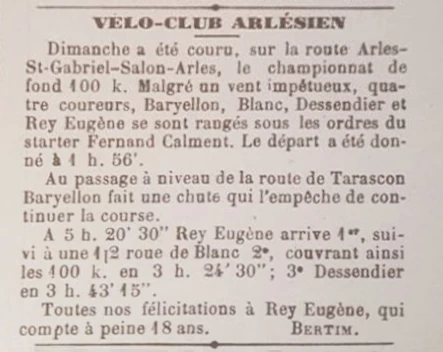 VÉLO-CLUB ARLÉSIEN
Dimanche a été couru, sur la route Arles-
St-Gabriel-Salon-Arles, le championnat de
fond 100 k. Malgré un vent impétueux, qua-
tre coureurs, Baryellon, Blanc, Dessendier et
Rey Eugène se sont rangés sous les ordres du
starter Fernand Calment. Le départ a été don-
né à 1 h. 56'.
Au passage à niveau de la route de Tarascon
Baryellon fait une chute qui l'empêche de con-
tinuer la course.
A 5 h. 20' 30" Rey Eugène arrive 1er, sui-
vi à une 1|2 roue de Blanc 2e, couvrant ainsi
les 100 k. en 3 h. 24' 30"; 3e Dessendier
en 3 h. 43' 15".
Toutes nos félicitations à Rey Eugène, qui
compte à peine 18 ans. BERTIM.